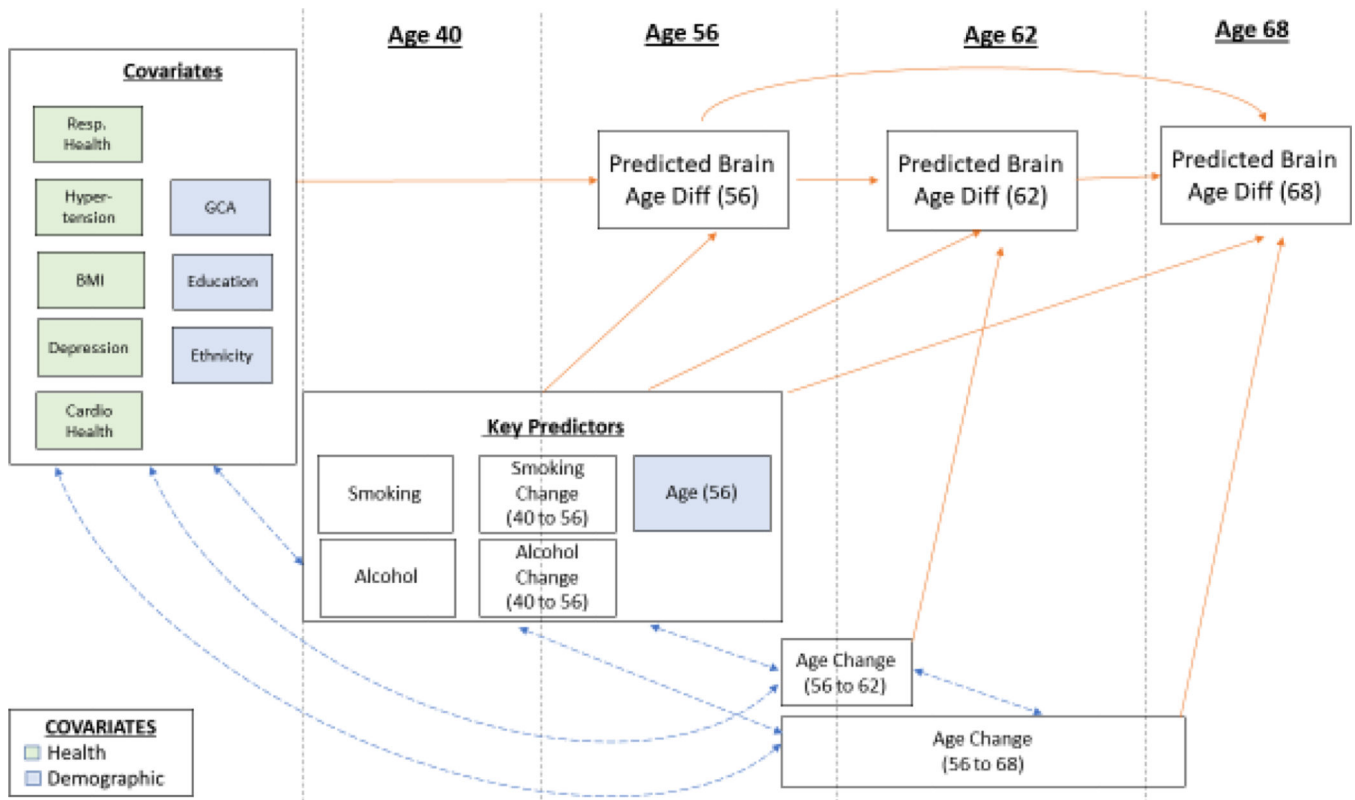 Age 40
Age 56
Age 62
Age 68
Covariates
Resp.
Health
Hyper-
tension
BMI
Depression
Cardio
Health
GCA
Education
Ethnicity
Predicted Brain
Age Diff (56)
Predicted Brain
Age Diff (62)
Predicted Brain
Age Diff (68)
Key Predictors
Smoking
Smoking
Change
(40 to 56)
Age (56)
Alcohol
Alcohol
Change
(40 to 56)
Age Change
(56 to 62)
Age Change
(56 to 68)
COVARIATES
Health
Demographic